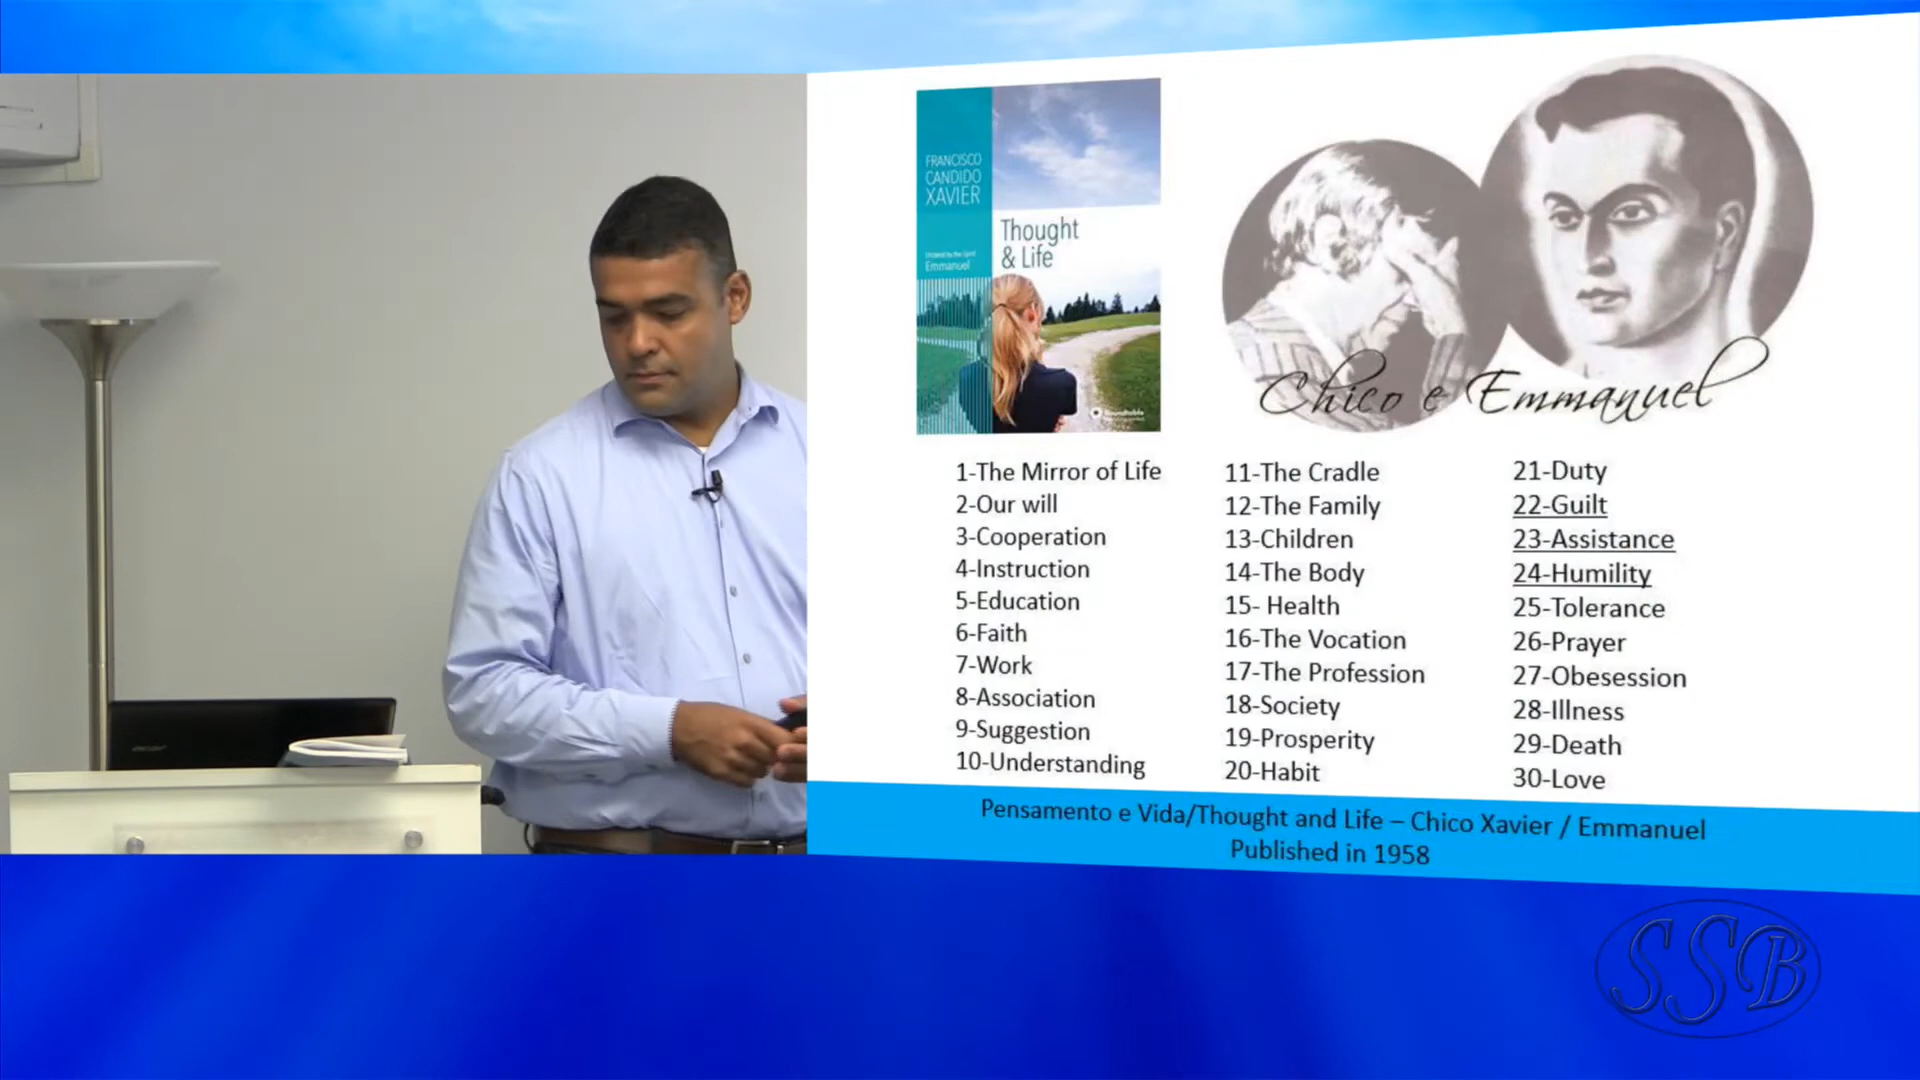 FRANCISCO
CANDIDO
XAVIER
Thought
& Life
Emmanuel
Chico e Emmanuel
1-The Mirror of Life
2-Our will
3-Cooperation
4-Instruction
5-Education
6-Faith
7-Work
8-Association
9-Suggestion
10-Understanding
11-The Cradle
12-The Family
13-Children
14-The Body
15- Health
16-The Vocation
17-The Profession
18-Society
19-Prosperity
20-Habit
21-Duty
22-Guilt
23-Assistance
24-Humility
25-Tolerance
26-Prayer
27-Obesession
28-Illness
29-Death
30-Love
Pensamento e Vida/Thought and Life – Chico Xavier / Emmanuel
Published in 1958
SSB